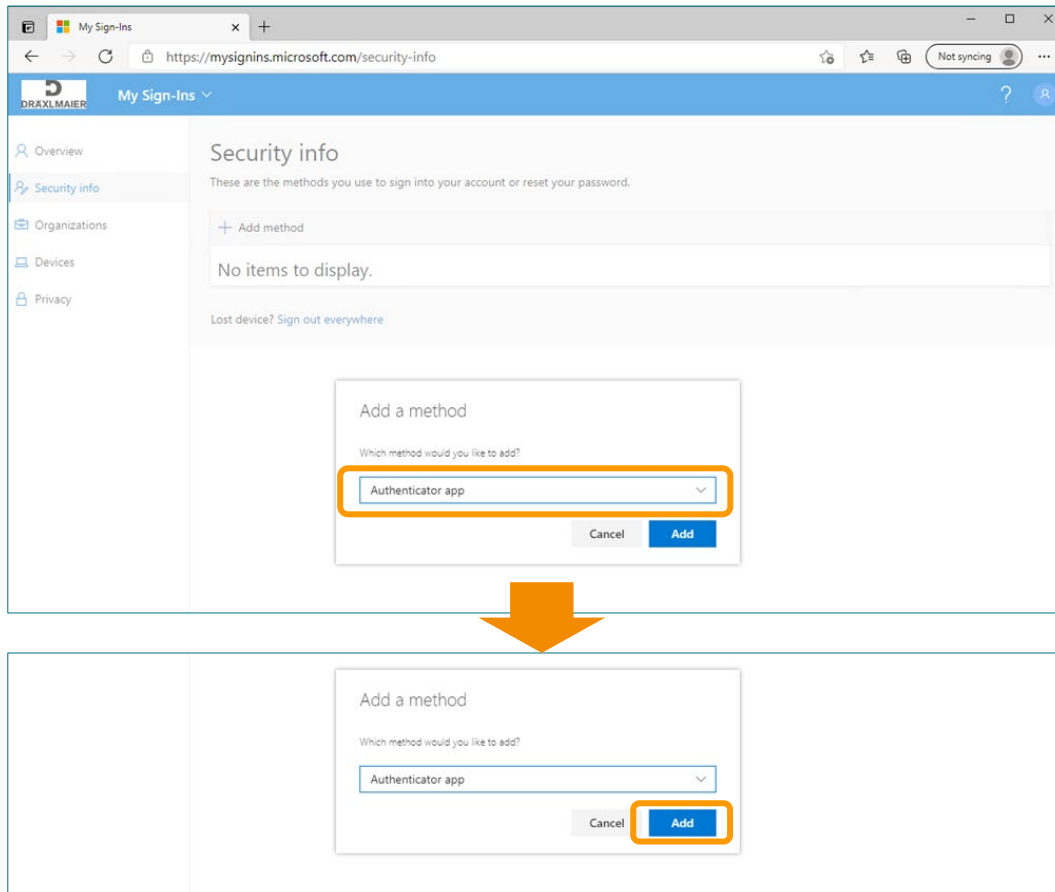 My Sign-Ins
https://mysignins.microsoft.com/security-info
Not syncing
DRÄXLMAIER
My Sign-Ins
?
R
Overview
Security info
Organizations
Devices
Privacy
Security info
These are the methods you use to sign into your account or reset your password.
+ Add method
No items to display.
Lost device? Sign out everywhere
Add a method
Which method would you like to add?
Authenticator app
Cancel
Add
Add a method
Which method would you like to add?
Authenticator app
Cancel
Add